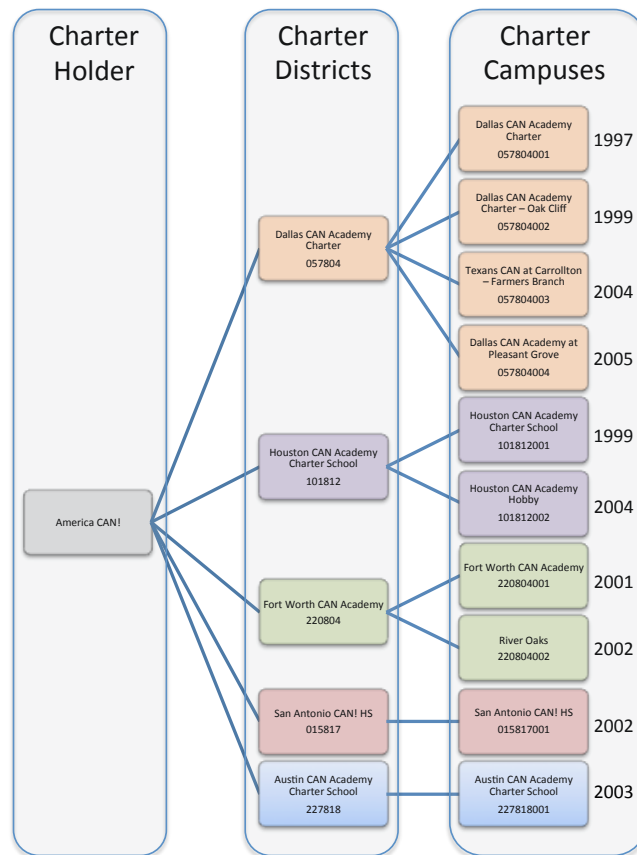 Charter
Holder
Charter
Districts
Charter
Campuses
America CAN!
Dallas CAN Academy
Charter
057804
Houston CAN Academy
Charter School
101812
Fort Worth CAN Academy
220804
San Antonio CAN! HS
015817
Austin CAN Academy
Charter School
227818
Dallas CAN Academy
Charter
057804001
1997
Dallas CAN Academy
Charter – Oak Cliff
057804002
1999
Texans CAN at Carrollton
– Farmers Branch
057804003
2004
Dallas CAN Academy at
Pleasant Grove
057804004
2005
Houston CAN Academy
Charter School
101812001
1999
Houston CAN Academy
Hobby
101812002
2004
Fort Worth CAN Academy
220804001
2001
River Oaks
220804002
2002
San Antonio CAN! HS
015817001
2002
Austin CAN Academy
Charter School
227818001
2003